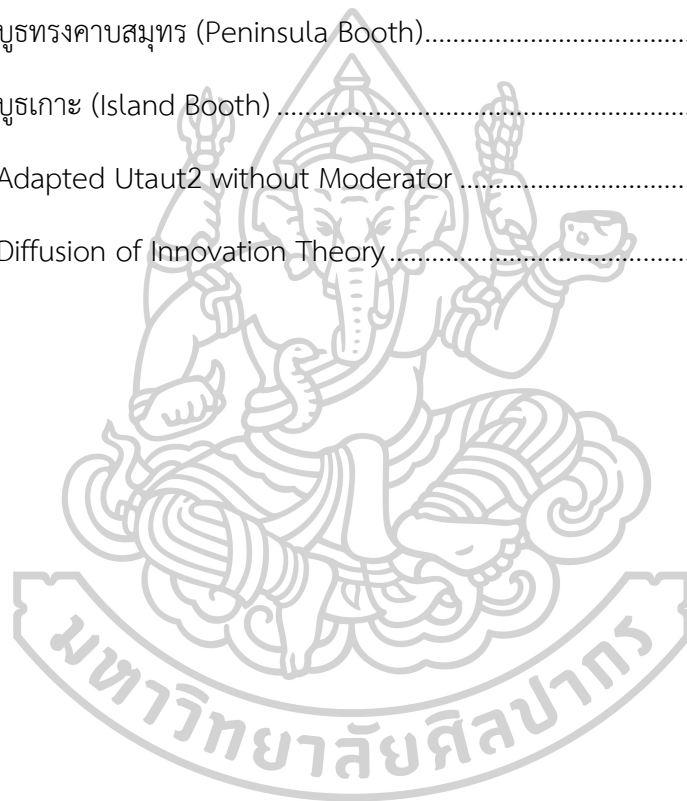 บูธทรงคาบสมุทร (Peninsula Booth)................................................
บูธเกาะ (Island Booth) ........................................................................
Adapted Utaut2 without Moderator ........................................
Diffusion of Innovation Theory ....................................................
มหาวิทยาลัยศิลปากร